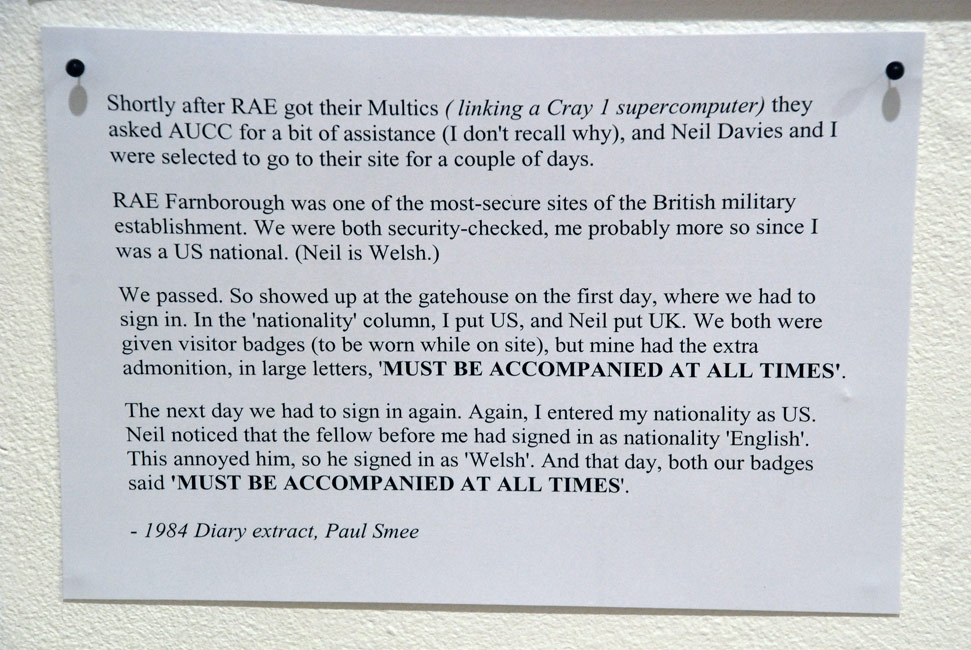 Shortly after RAE got their Multics ( linking a Cray 1 supercomputer) they
asked AUCC for a bit of assistance (I don't recall why), and Neil Davies and I
were selected to go to their site for a couple of days.
RAE Farnborough was one of the most-secure sites of the British military
establishment. We were both security-checked, me probably more so since I
was a US national. (Neil is Welsh.)
We passed. So showed up at the gatehouse on the first day, where we had to
sign in. In the 'nationality' column, I put US, and Neil put UK. We both were
given visitor badges (to be worn while on site), but mine had the extra
admonition, in large letters, 'MUST BE ACCOMPANIED AT ALL TIMES'.
The next day we had to sign in again. Again, I entered my nationality as US.
Neil noticed that the fellow before me had signed in as nationality 'English'.
This annoyed him, so he signed in as 'Welsh'. And that day, both our badges
said 'MUST BE ACCOMPANIED AT ALL TIMES'.
- 1984 Diary extract, Paul Smee